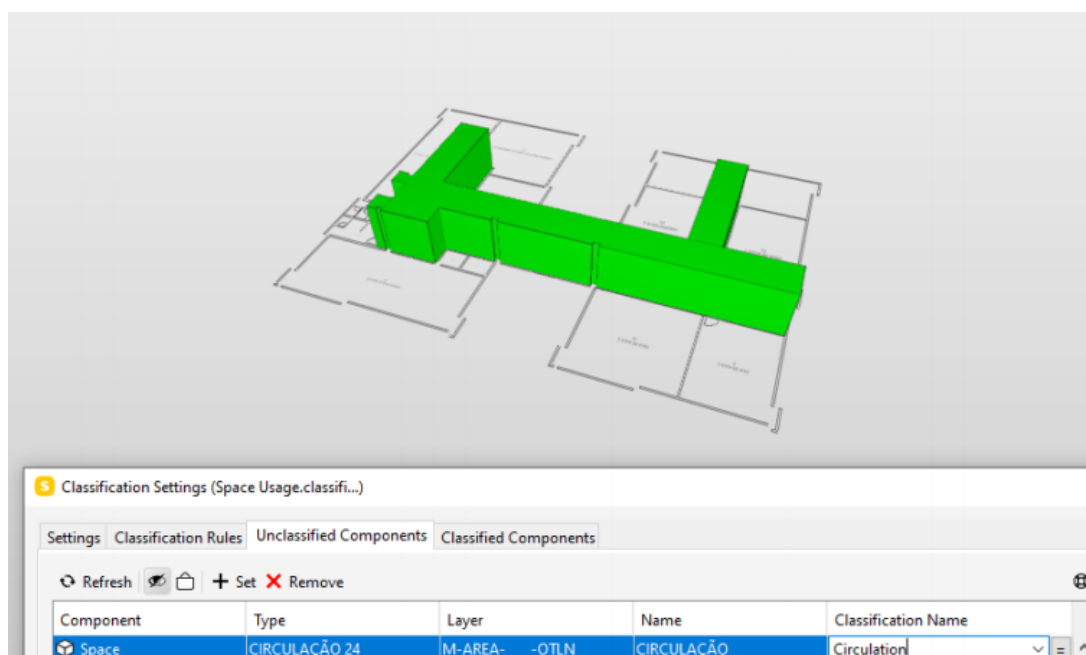 S Classification Settings (Space Usage.classifi...)
Settings Classification Rules Unclassified Components Classified Components
Refresh Set Remove
Component Type Layer Name Classification Name
Space CIRCULAÇÃO 24 M-AREA- -OTLN CIRCULAÇÃO Circulation